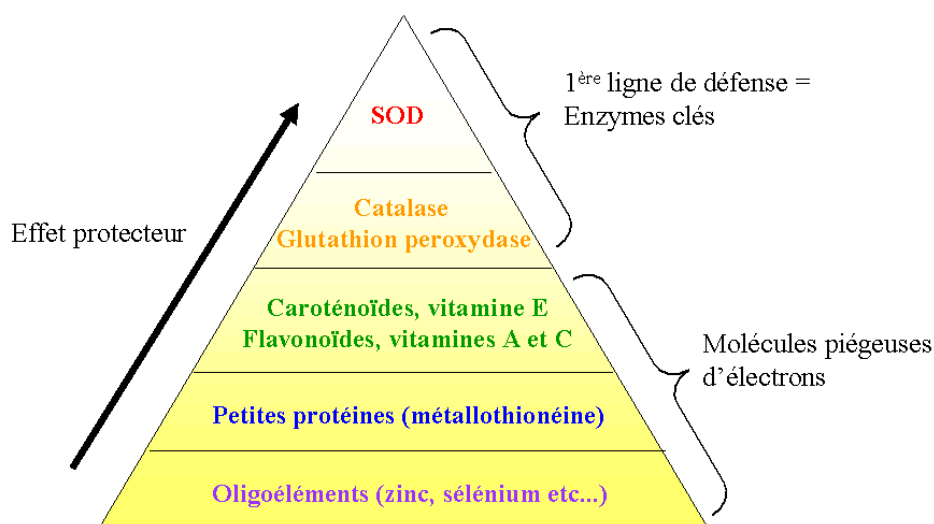 1ère ligne de défense =
Enzymes clés
SOD
Catalase
Glutathion peroxydase
Effet protecteur
Caroténoïdes, vitamine E
Flavonoïdes, vitamines A et C
Molécules piégeuses
d’électrons
Petites protéines (métallothionéine)
Oligoéléments (zinc, sélénium etc...)